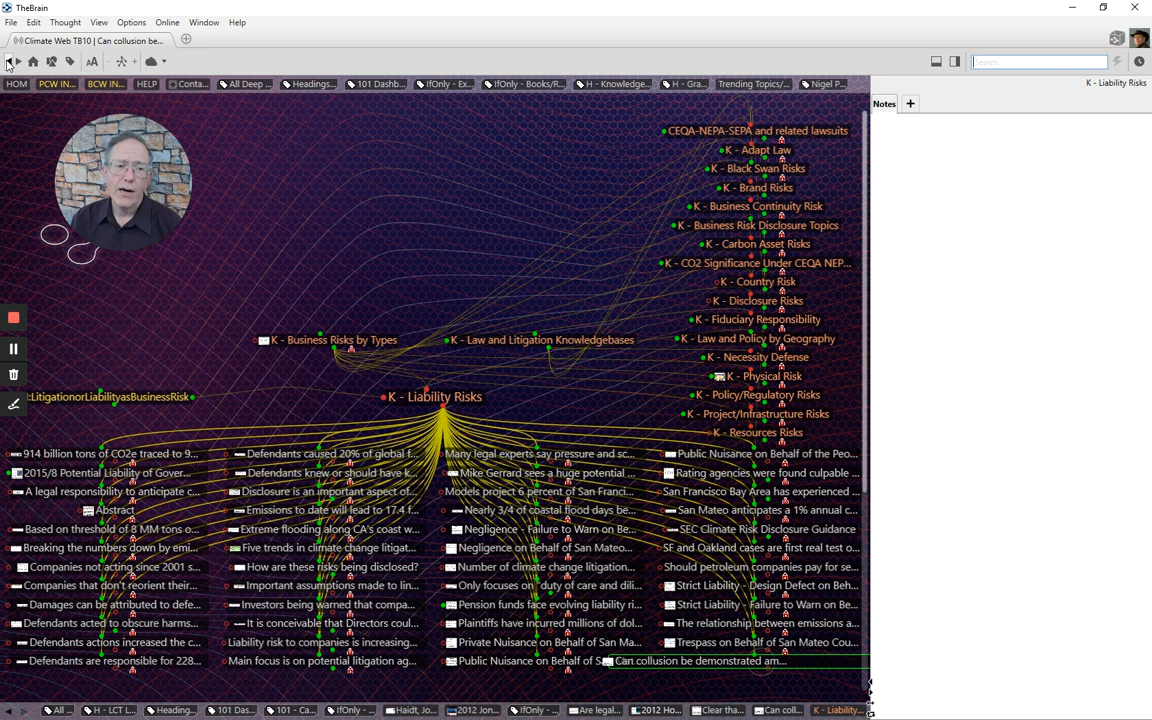 TheBrain
File Edit Thought View Options Online Window Help
Climate Web TB10 | Can collusion be...
Search
HOM PCW IN... BCW IN... HELP Conta... All Deep ... Headings... 101 Dashb... IfOnly - Ex... IfOnly - Books/R... H - Knowledge... H - Gra... Trending Topics/... Nigel P...
K - Liability Risks
Notes
CEQA-NEPA-SEPA and related lawsuits
K - Adapt Law
K - Black Swan Risks
K - Brand Risks
K - Business Continuity Risk
K - Business Risk Disclosure Topics
K - Carbon Asset Risks
K - CO2 Significance Under CEQA NEP...
K - Country Risk
K - Disclosure Risks
K - Fiduciary Responsibility
K - Law and Policy by Geography
K - Necessity Defense
K - Physical Risk
K - Policy/Regulatory Risks
K - Project/Infrastructure Risks
K - Resources Risks
K - Business Risks by Types
K - Law and Litigation Knowledgebases
:LitigationorLiabilityasBusinessRisk
K - Liability Risks
914 billion tons of CO2e traced to 9...
2015/8 Potential Liability of Gover...
A legal responsibility to anticipate c...
Abstract
Based on threshold of 8 MM tons o...
Breaking the numbers down by emi...
Companies not acting since 2001 s...
Companies that don't reorient their...
Damages can be attributed to defe...
Defendants acted to obscure harms...
Defendants actions increased the c...
Defendants are responsible for 228...
Defendants caused 20% of global f...
Defendants knew or should have k...
Disclosure is an important aspect of...
Emissions to date will lead to 17.4 f...
Extreme flooding along CA's coast w...
Five trends in climate change litigat...
How are these risks being disclosed?
Important assumptions made to lin...
Investors being warned that compa...
It is conceivable that Directors coul...
Liability risk to companies is increasing...
Main focus is on potential litigation ag...
Many legal experts say pressure and sc...
Mike Gerrard sees a huge potential ...
Models project 6 percent of San Franci...
Nearly 3/4 of coastal flood days be...
Negligence - Failure to Warn on Be...
Negligence on Behalf of San Mateo...
Number of climate change litigation...
Only focuses on duty of care and dili...
Pension funds face evolving liability ri...
Plaintiffs have incurred millions of dol...
Private Nuisance on Behalf of San Ma...
Public Nuisance on Behalf of Sa
Public Nuisance on Behalf of the Peo...
Rating agencies were found culpable ...
San Francisco Bay Area has experienced ...
San Mateo anticipates a 1% annual c...
SEC Climate Risk Disclosure Guidance
SF and Oakland cases are first real test o...
Should petroleum companies pay for se...
Strict Liability - Design Defect on Beh...
Strict Liability - Failure to Warn on Be...
The relationship between emissions a...
Trespass on Behalf of San Mateo Cou...
Can collusion be demonstrated am...
All ... H - LCT L... Heading... 101 Das... 101 - Ca... IfOnly - ... Haidt, Jo... 2012 Jon... IfOnly - ... Are legal... 2012 Ho... Clear tha... Can coll... K - Liability...